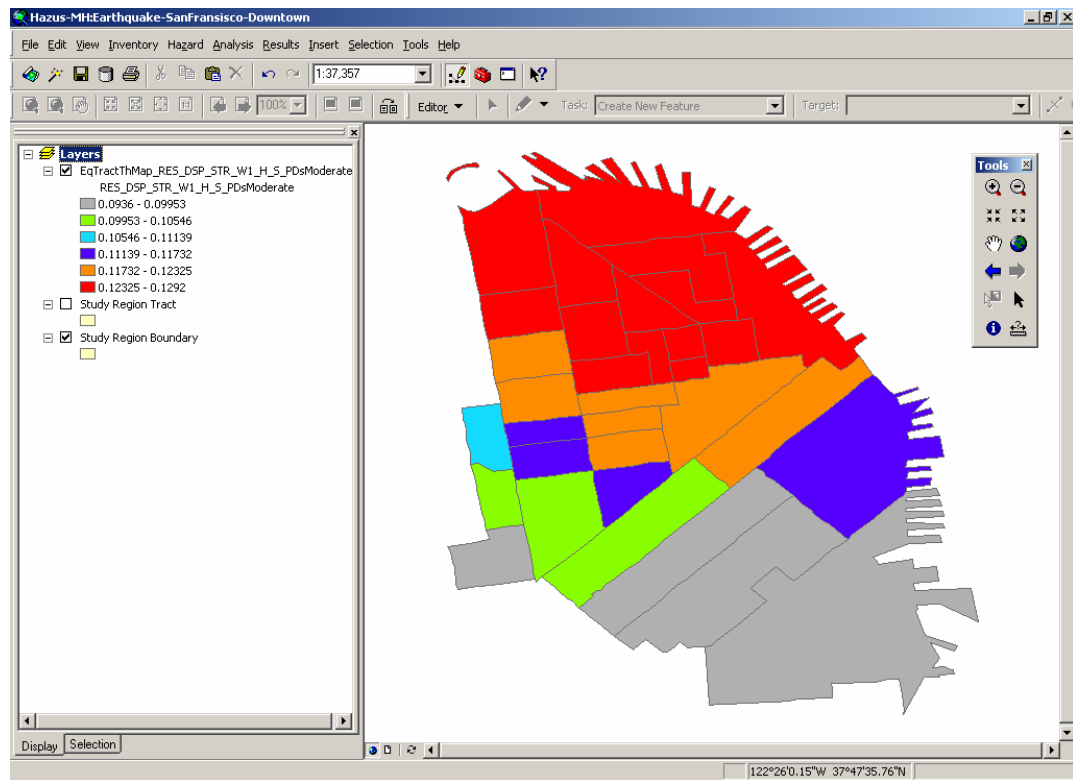 Hazus-MH:Earthquake-SanFransisco-Downtown
File Edit View Inventory Hazard Analysis Results Insert Selection Tools Help
1:37,357
100% Editor Task: Create New Feature Target:
Layers
EqTractThMap_RES_DSP_STR_W1_H_S_PDsModerate
RES_DSP_STR_W1_H_S_PDsModerate
0.0936 - 0.09953
0.09953 - 0.10546
0.10546 - 0.11139
0.11139 - 0.11732
0.11732 - 0.12325
0.12325 - 0.1292
Study Region Tract
Study Region Boundary
Tools
Display Selection
122°26'0.15"W 37°47'35.76"N